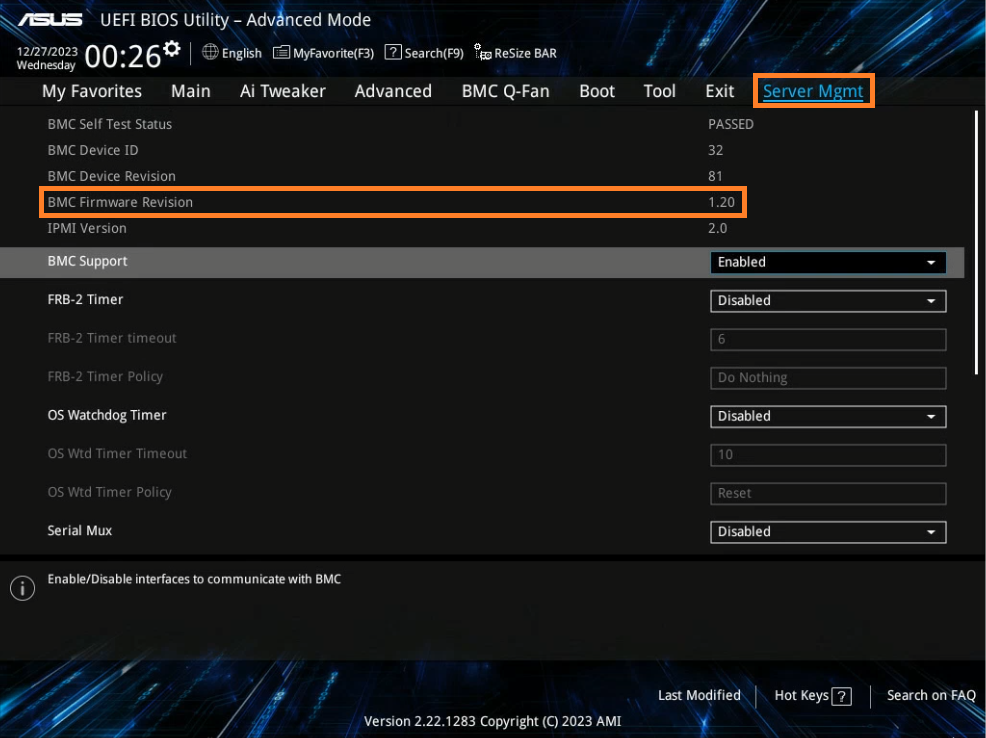 ASUS UEFI BIOS Utility – Advanced Mode
12/27/2023 Wednesday 00:26 English MyFavorite(F3) ? Search(F9) ReSize BAR
My Favorites Main Ai Tweaker Advanced BMC Q-Fan Boot Tool Exit Server Mgmt
BMC Self Test Status PASSED
BMC Device ID 32
BMC Device Revision 81
BMC Firmware Revision 1.20
IPMI Version 2.0
BMC Support Enabled
FRB-2 Timer Disabled
FRB-2 Timer timeout 6
FRB-2 Timer Policy Do Nothing
OS Watchdog Timer Disabled
OS Wtd Timer Timeout 10
OS Wtd Timer Policy Reset
Serial Mux Disabled
i Enable/Disable interfaces to communicate with BMC
Last Modified Hot Keys ? Search on FAQ
Version 2.22.1283 Copyright (C) 2023 AMI